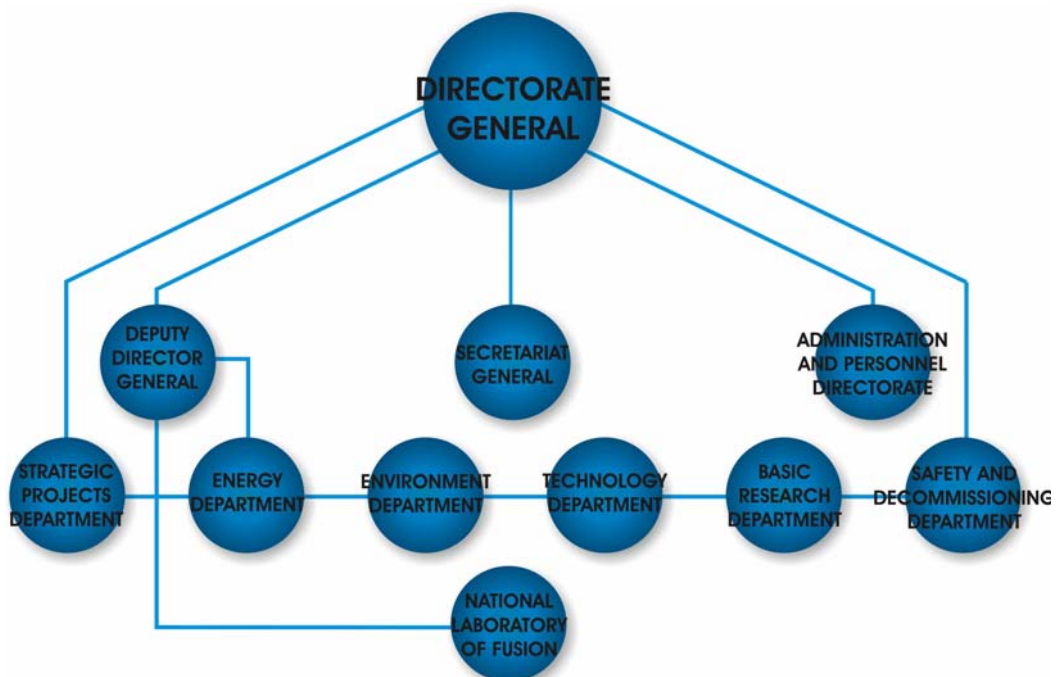 DIRECTORATE
GENERAL
DEPUTY
DIRECTOR
GENERAL
SECRETARIAT
GENERAL
ADMINISTRATION
AND PERSONNEL
DIRECTORATE
STRATEGIC
PROJECTS
DEPARTMENT
ENERGY
DEPARTMENT
ENVIRONMENT
DEPARTMENT
TECHNOLOGY
DEPARTMENT
BASIC
RESEARCH
DEPARTMENT
SAFETY AND
DECOMMISSIONING
DEPARTMENT
NATIONAL
LABORATORY
OF FUSION